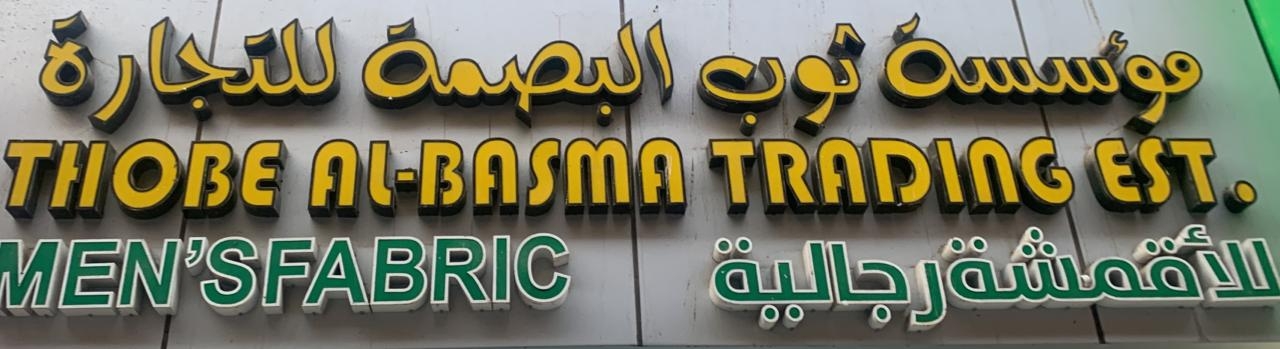 مؤسسة ثوب البصمة للتجارة
THOBE AL-BASMA TRADING EST.
MEN'SFABRIC
للأقمشة رجالية